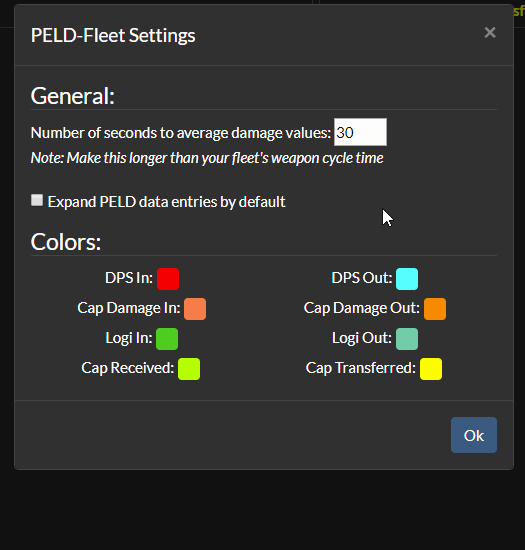 PELD-Fleet Settings
×
General:
Number of seconds to average damage values: 30
Note: Make this longer than your fleet's weapon cycle time
Expand PELD data entries by default
Colors:
DPS In: DPS Out:
Cap Damage In: Cap Damage Out:
Logi In: Logi Out:
Cap Received: Cap Transferred:
Ok